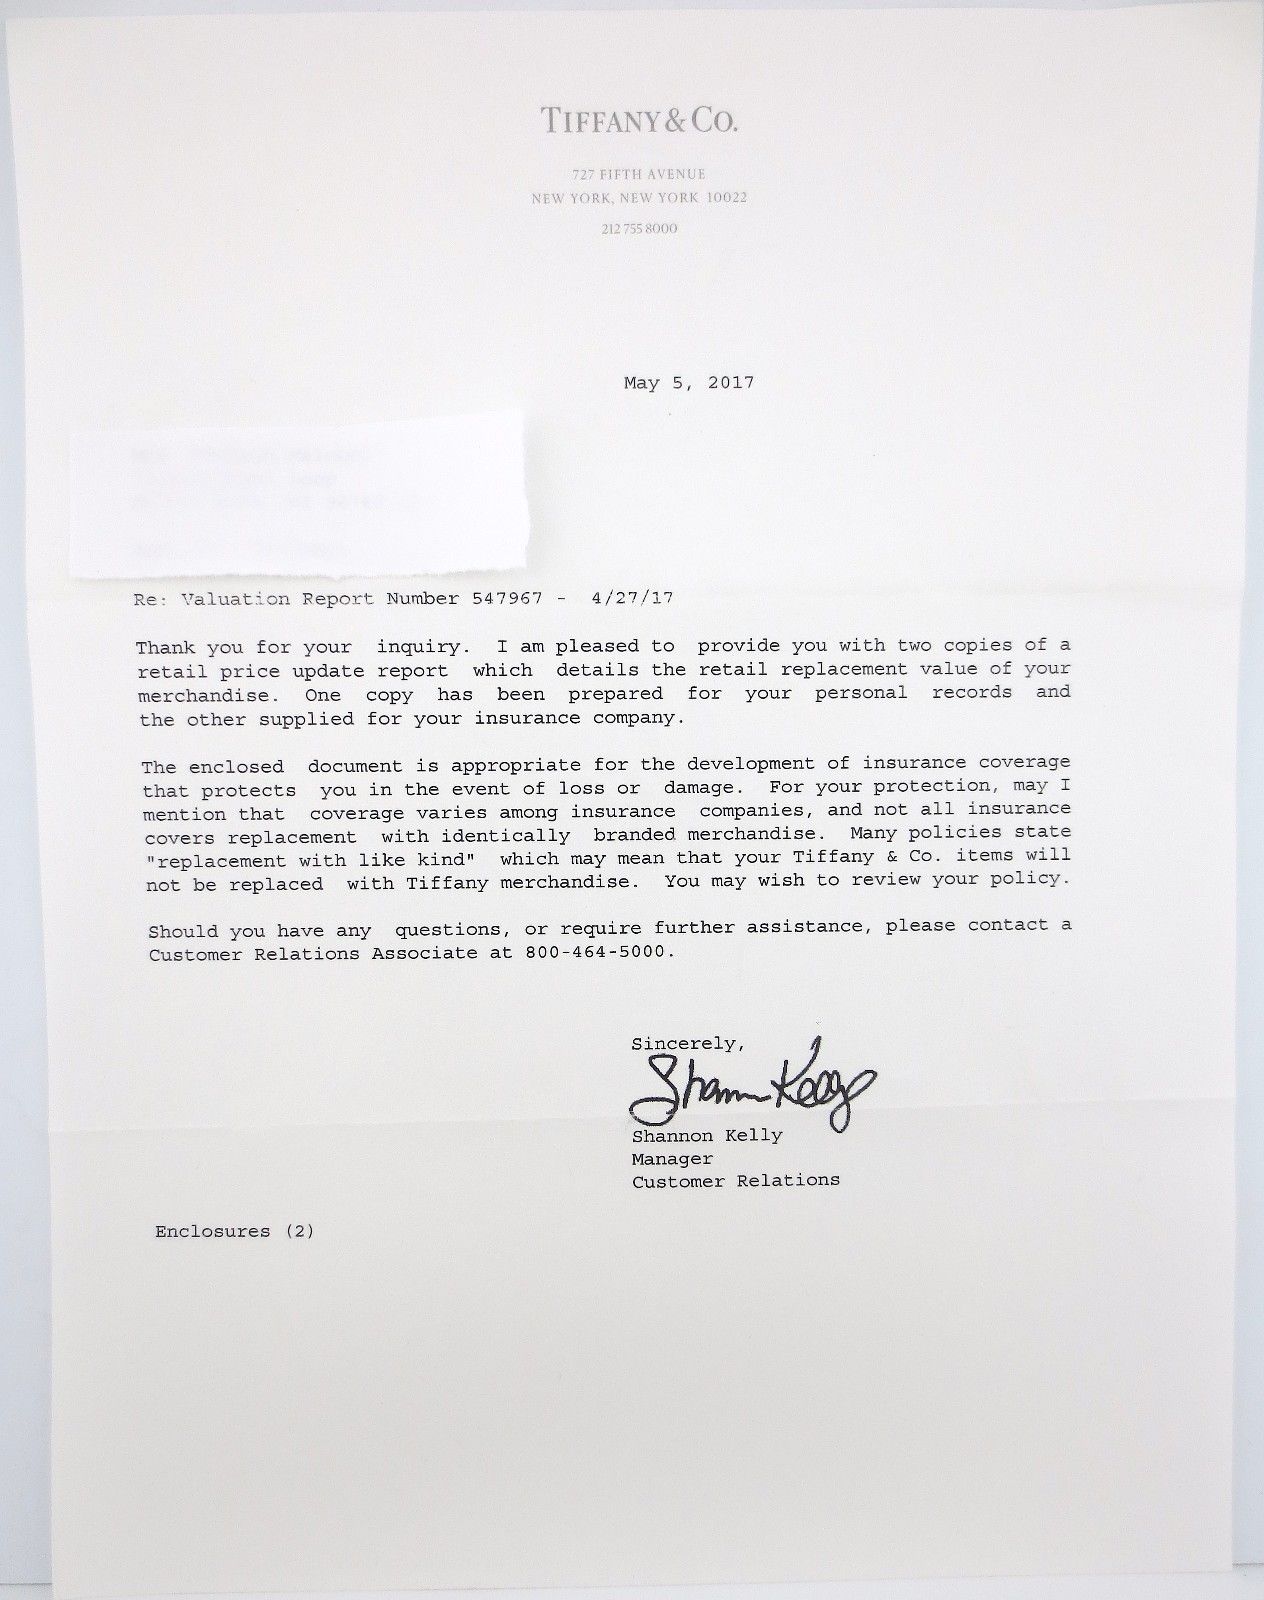 TIFFANY & CO.
727 FIFTH AVENUE
NEW YORK, NEW YORK 10022
212 755 8000
May 5, 2017
Re: Valuation Report Number 547967 - 4/27/17
Thank you for your inquiry. I am pleased to provide you with two copies of a
retail price update report which details the retail replacement value of your
merchandise. One copy has been prepared for your personal records and
the other supplied for your insurance company.
The enclosed document is appropriate for the development of insurance coverage
that protects you in the event of loss or damage. For your protection, may I
mention that coverage varies among insurance companies, and not all insurance
covers replacement with identically branded merchandise. Many policies state
"replacement with like kind" which may mean that your Tiffany & Co. items will
not be replaced with Tiffany merchandise. You may wish to review your policy.
Should you have any questions, or require further assistance, please contact a
Customer Relations Associate at 800-464-5000.
Sincerely,
Shannon Kelly
Shannon Kelly
Manager
Customer Relations
Enclosures (2)